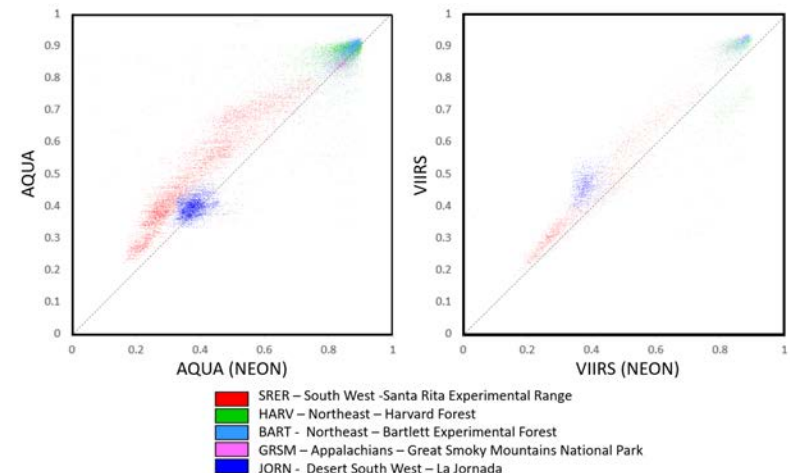 1
0.9
0.8
0.7
0.6
0.5
0.4
0.3
0.2
0.1
0
AQUA
0 0.2 0.4 0.6 0.8 1
AQUA (NEON)
1
0.9
0.8
0.7
0.6
0.5
0.4
0.3
0.2
0.1
0
VIIRS
0 0.2 0.4 0.6 0.8 1
VIIRS (NEON)
SRER – South West -Santa Rita Experimental Range
HARV – Northeast – Harvard Forest
BART - Northeast – Bartlett Experimental Forest
GRSM – Appalachians – Great Smoky Mountains National Park
JORN - Desert South West – La Jornada